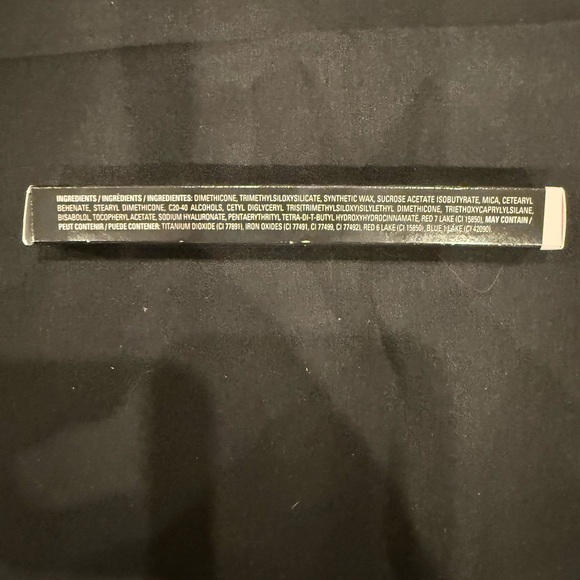 INGREDIENTS / INGRÉDIENTS / INGREDIENTES: DIMETHICONE, TRIMETHYLSILOXYSILICATE, SYNTHETIC WAX, SUCROSE ACETATE ISOBUTYRATE, MICA, CETEARYL
BEHENATE, STEARYL DIMETHICONE, C20-40 ALCOHOLS, CETYL DIGLYCERYL TRIS(TRIMETHYLSILOXY)SILYLETHYL DIMETHICONE, TRIETHOXYCAPRYLYLSILANE,
BISABOLOL, TOCOPHERYL ACETATE, SODIUM HYALURONATE, PENTAERYTHRITYL TETRA-DI-T-BUTYL HYDROXYHYDROCINNAMATE, RED 7 LAKE (CI 15850), MAY CONTAIN /
PEUT CONTENIR / PUEDE CONTENER: TITANIUM DIOXIDE (CI 77891), IRON OXIDES (CI 77491, CI 77499, CI 77492), RED 6 LAKE (CI 15850), BLUE 1 LAKE (CI 42090).